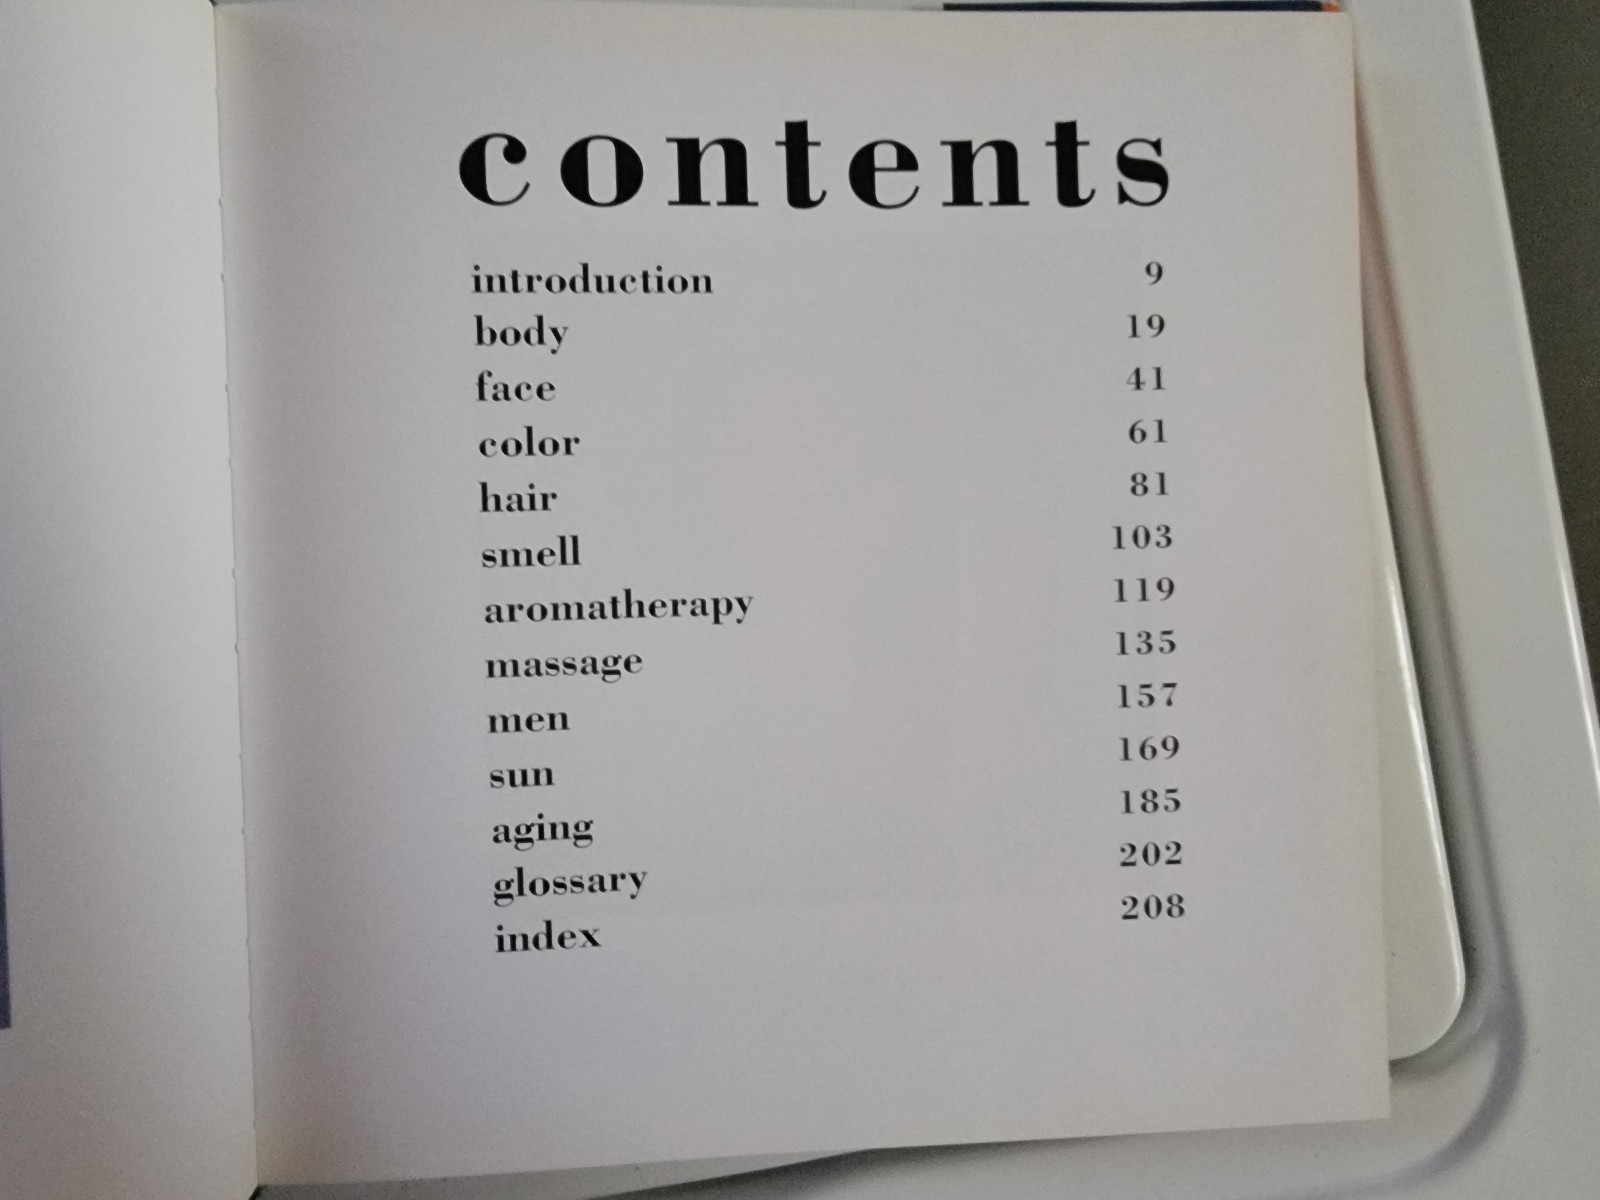 contents
introduction 9
body 19
face 41
color 61
hair 81
smell 103
aromatherapy 119
massage 135
men 157
sun 169
aging 185
glossary 202
index 208